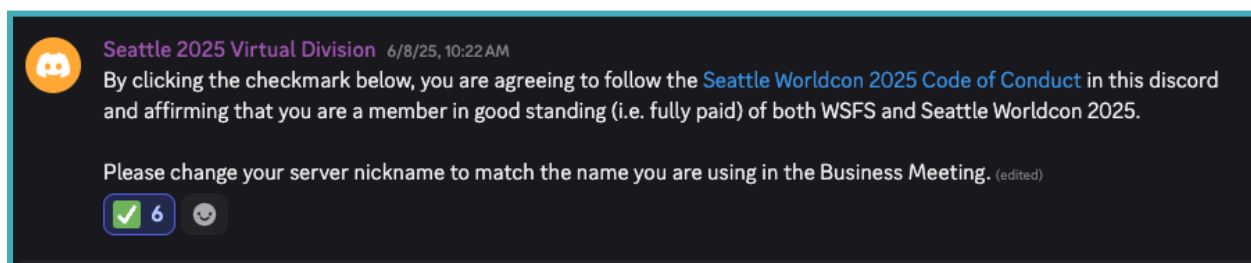 Seattle 2025 Virtual Division 6/8/25, 10:22 AM
By clicking the checkmark below, you are agreeing to follow the Seattle Worldcon 2025 Code of Conduct in this discord
and affirming that you are a member in good standing (i.e. fully paid) of both WSFS and Seattle Worldcon 2025.
Please change your server nickname to match the name you are using in the Business Meeting. (edited)
✅ 6